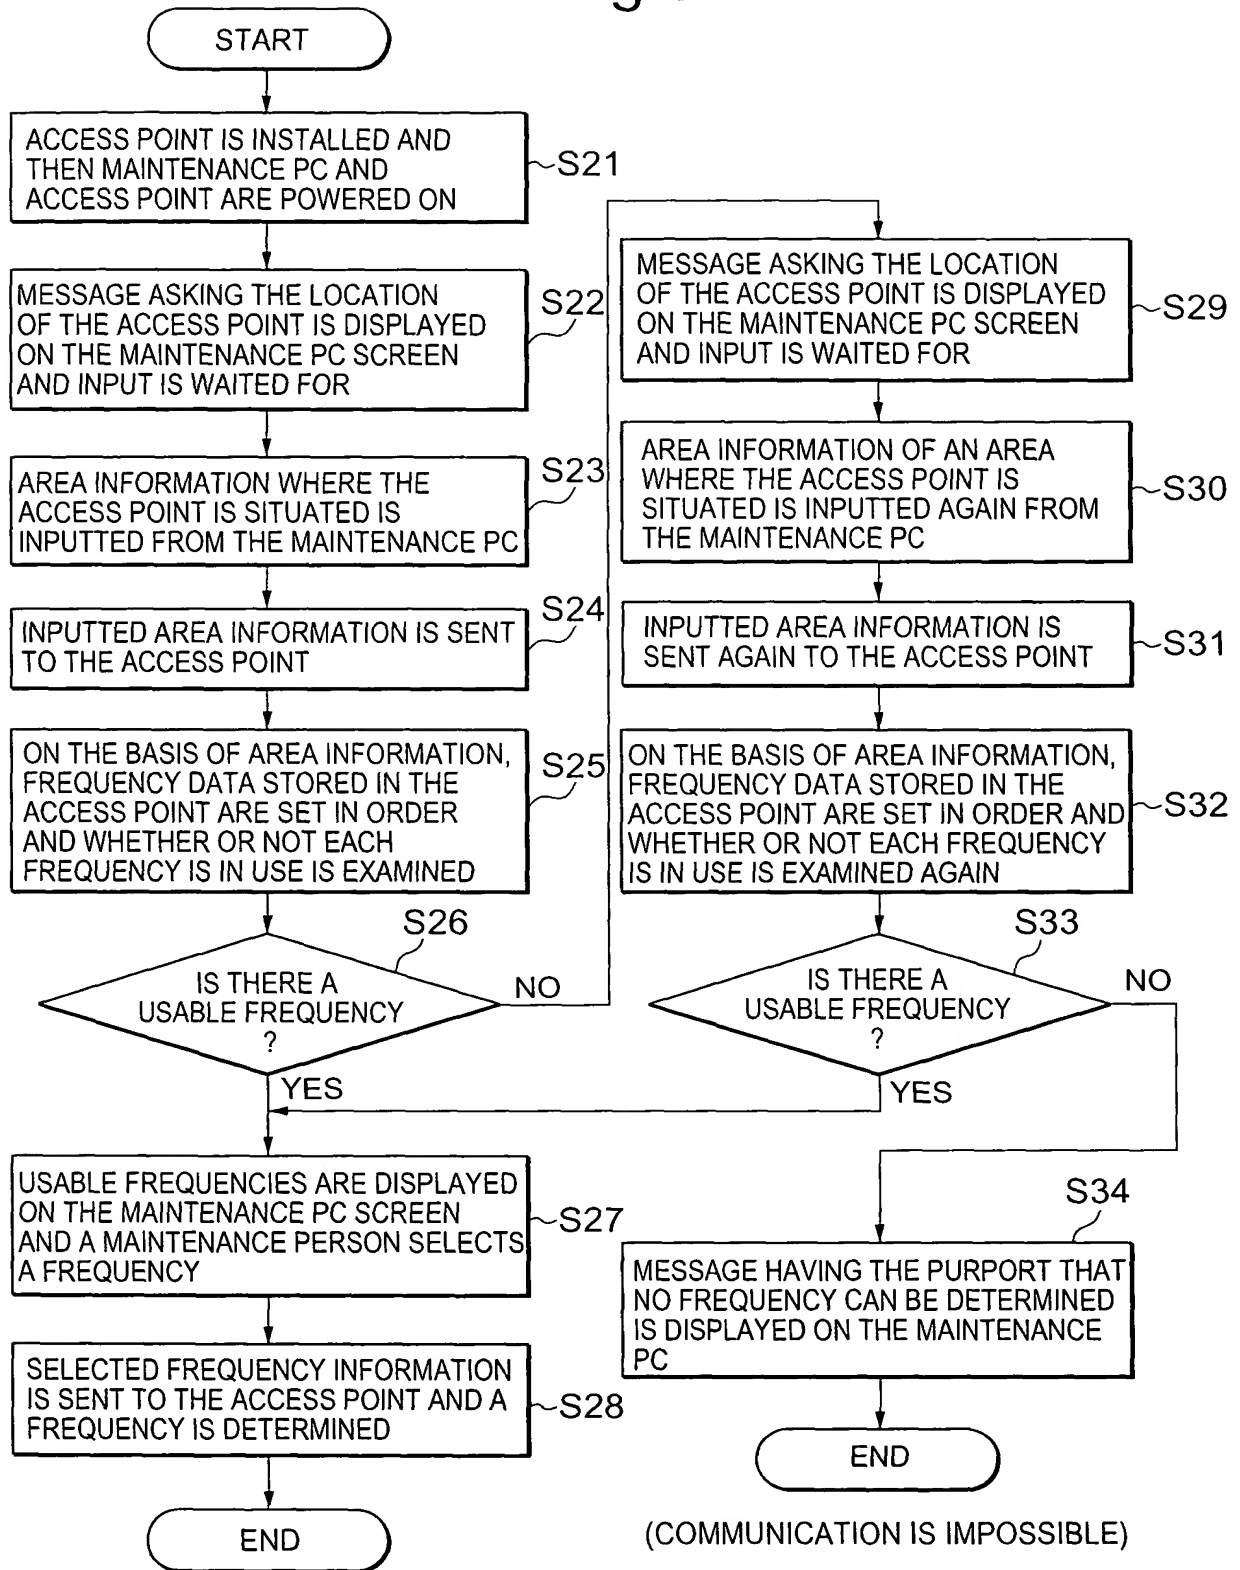 START
ACCESS POINT IS INSTALLED AND
THEN MAINTENANCE PC AND
ACCESS POINT ARE POWERED ON
S21
MESSAGE ASKING THE LOCATION
OF THE ACCESS POINT IS DISPLAYED
ON THE MAINTENANCE PC SCREEN
AND INPUT IS WAITED FOR
S22
AREA INFORMATION WHERE THE
ACCESS POINT IS SITUATED IS
INPUTTED FROM THE MAINTENANCE PC
S23
INPUTTED AREA INFORMATION IS SENT
TO THE ACCESS POINT
S24
ON THE BASIS OF AREA INFORMATION,
FREQUENCY DATA STORED IN THE
ACCESS POINT ARE SET IN ORDER
AND WHETHER OR NOT EACH
FREQUENCY IS IN USE IS EXAMINED
S25
S26
IS THERE A
USABLE FREQUENCY
?
NO
YES
USABLE FREQUENCIES ARE DISPLAYED
ON THE MAINTENANCE PC SCREEN
AND A MAINTENANCE PERSON SELECTS
A FREQUENCY
S27
SELECTED FREQUENCY INFORMATION
IS SENT TO THE ACCESS POINT AND A
FREQUENCY IS DETERMINED
S28
END
MESSAGE ASKING THE LOCATION
OF THE ACCESS POINT IS DISPLAYED
ON THE MAINTENANCE PC SCREEN
AND INPUT IS WAITED FOR
S29
AREA INFORMATION OF AN AREA
WHERE THE ACCESS POINT IS
SITUATED IS INPUTTED AGAIN FROM
THE MAINTENANCE PC
S30
INPUTTED AREA INFORMATION IS
SENT AGAIN TO THE ACCESS POINT
S31
ON THE BASIS OF AREA INFORMATION,
FREQUENCY DATA STORED IN THE
ACCESS POINT ARE SET IN ORDER AND
WHETHER OR NOT EACH FREQUENCY
IS IN USE IS EXAMINED AGAIN
S32
S33
IS THERE A
USABLE FREQUENCY
?
NO
YES
S34
MESSAGE HAVING THE PURPORT THAT
NO FREQUENCY CAN BE DETERMINED
IS DISPLAYED ON THE MAINTENANCE
PC
END
(COMMUNICATION IS IMPOSSIBLE)